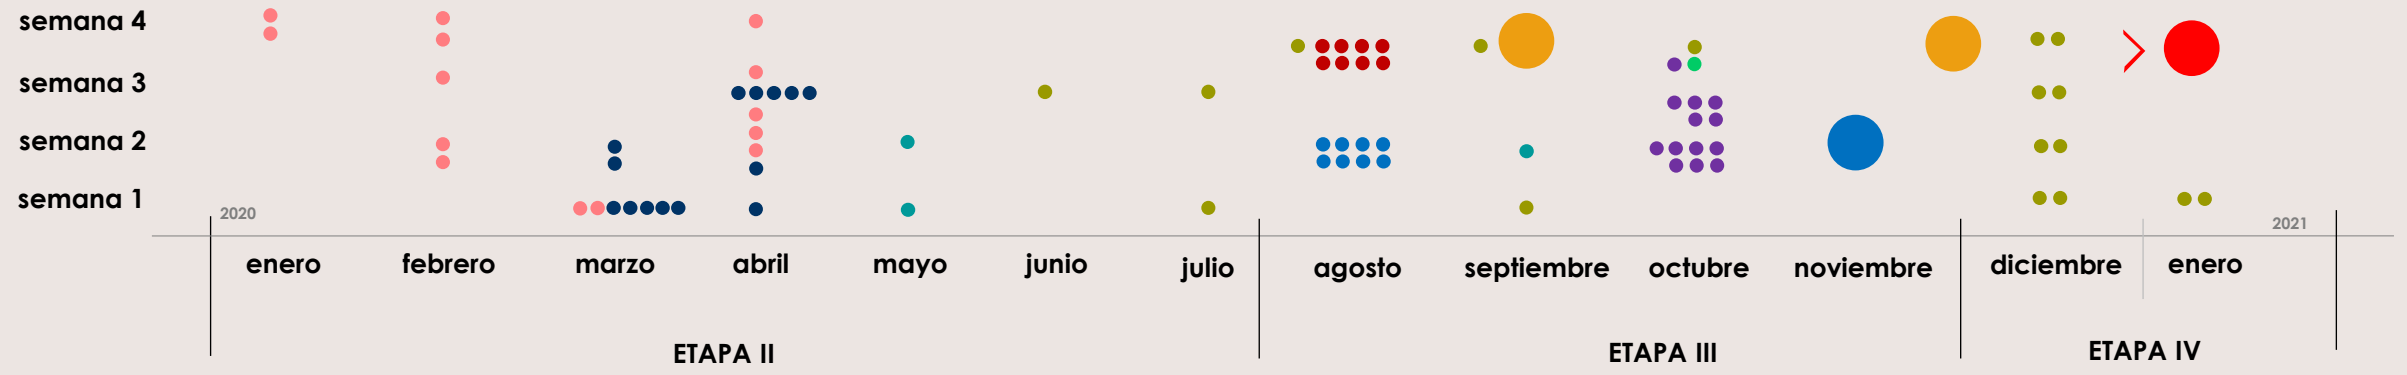 semana 4
semana 3
semana 2
semana 1
2020
2021
enero febrero marzo abril mayo junio julio agosto septiembre octubre noviembre diciembre enero
ETAPA II ETAPA III ETAPA IV